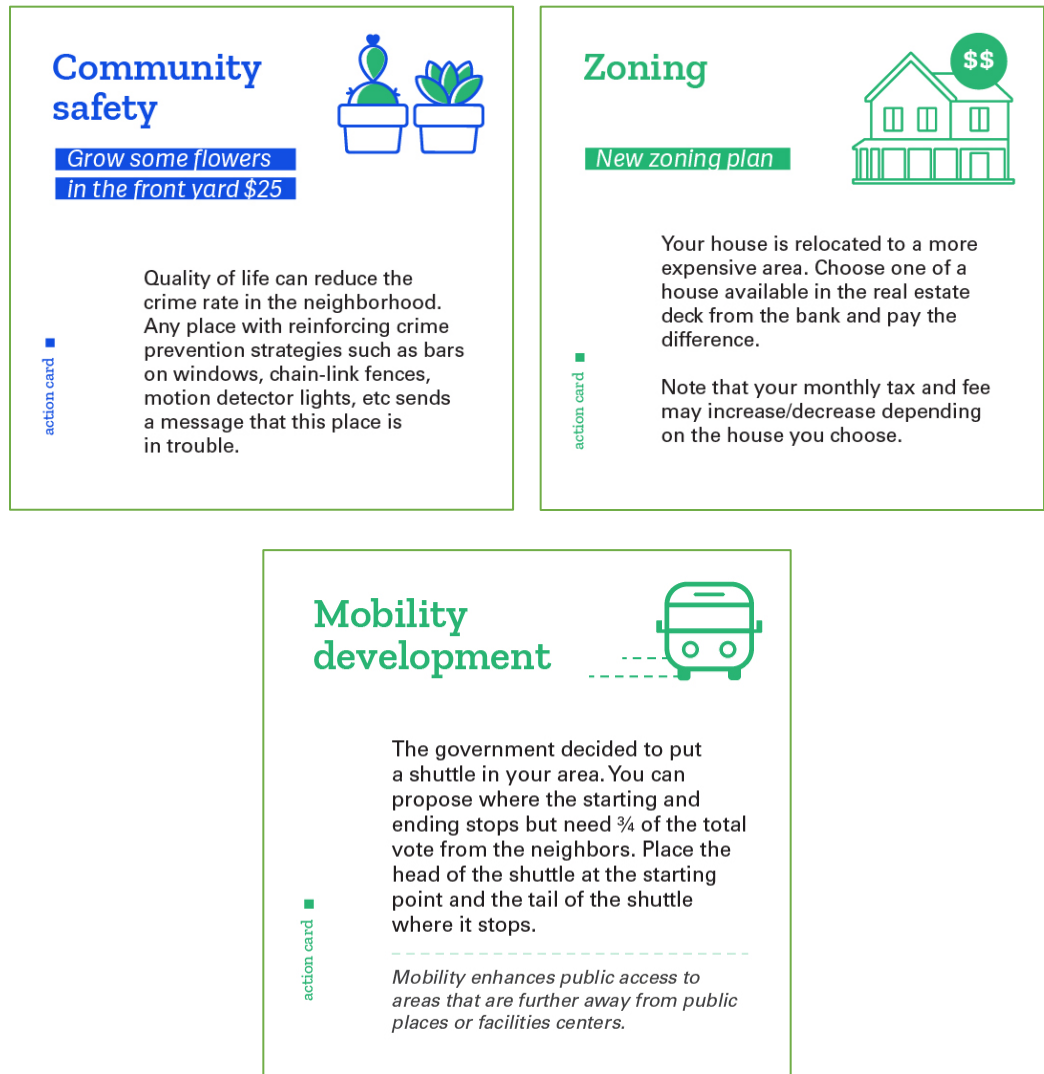 Community
safety
Grow some flowers
in the front yard $25
Quality of life can reduce the
crime rate in the neighborhood.
Any place with reinforcing crime
prevention strategies such as bars
on windows, chain-link fences,
motion detector lights, etc sends
a message that this place is
in trouble.
action card
Zoning
$$
New zoning plan
Your house is relocated to a more
expensive area. Choose one of a
house available in the real estate
deck from the bank and pay the
difference.
Note that your monthly tax and fee
may increase/decrease depending
on the house you choose.
action card
Mobility
development
The government decided to put
a shuttle in your area. You can
propose where the starting and
ending stops but need ¾ of the total
vote from the neighbors. Place the
head of the shuttle at the starting
point and the tail of the shuttle
where it stops.
Mobility enhances public access to
areas that are further away from public
places or facilities centers.
action card